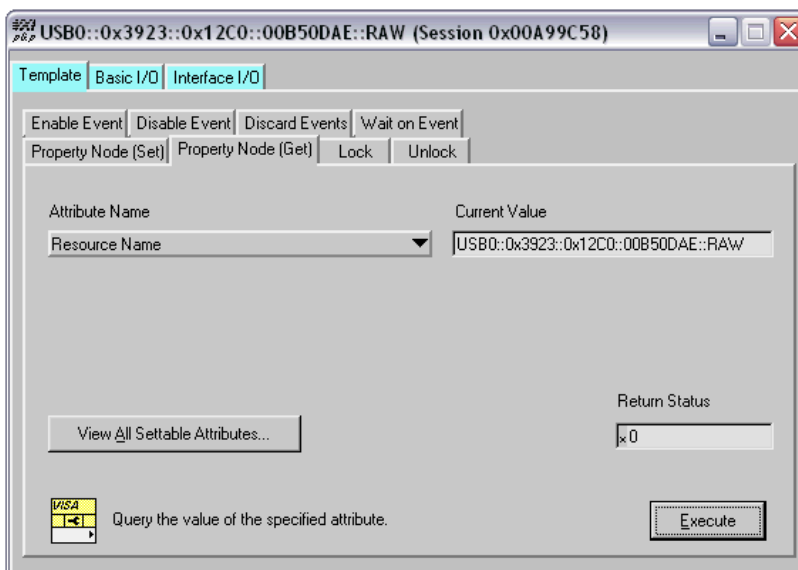 USB0::0x3923::0x12C0::00B50DAE::RAW (Session 0x00A99C58)
Template Basic I/O Interface I/O
Enable Event Disable Event Discard Events Wait on Event
Property Node (Set) Property Node (Get) Lock Unlock
Attribute Name Current Value
Resource Name USB0::0x3923::0x12C0::00B50DAE::RAW
Return Status
View All Settable Attributes... x 0
VISA
Query the value of the specified attribute. Execute